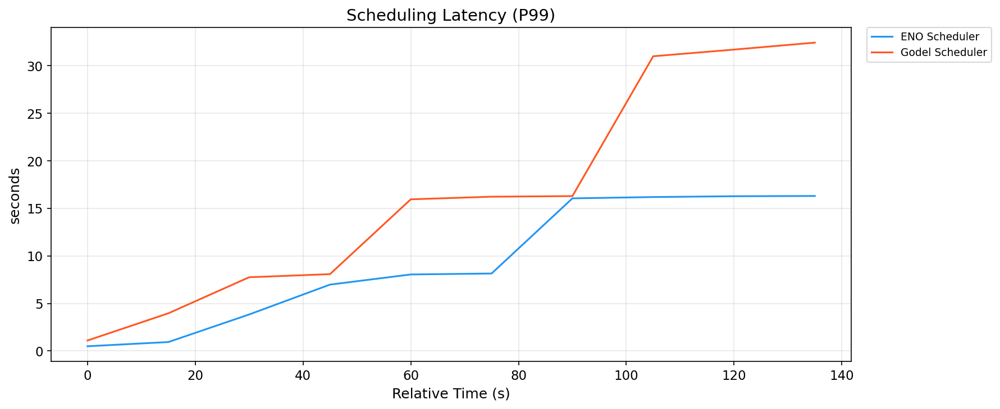 Scheduling Latency (P99)
ENO Scheduler
Godel Scheduler
seconds
30
25
20
15
10
5
0
0 20 40 60 80 100 120 140
Relative Time (s)